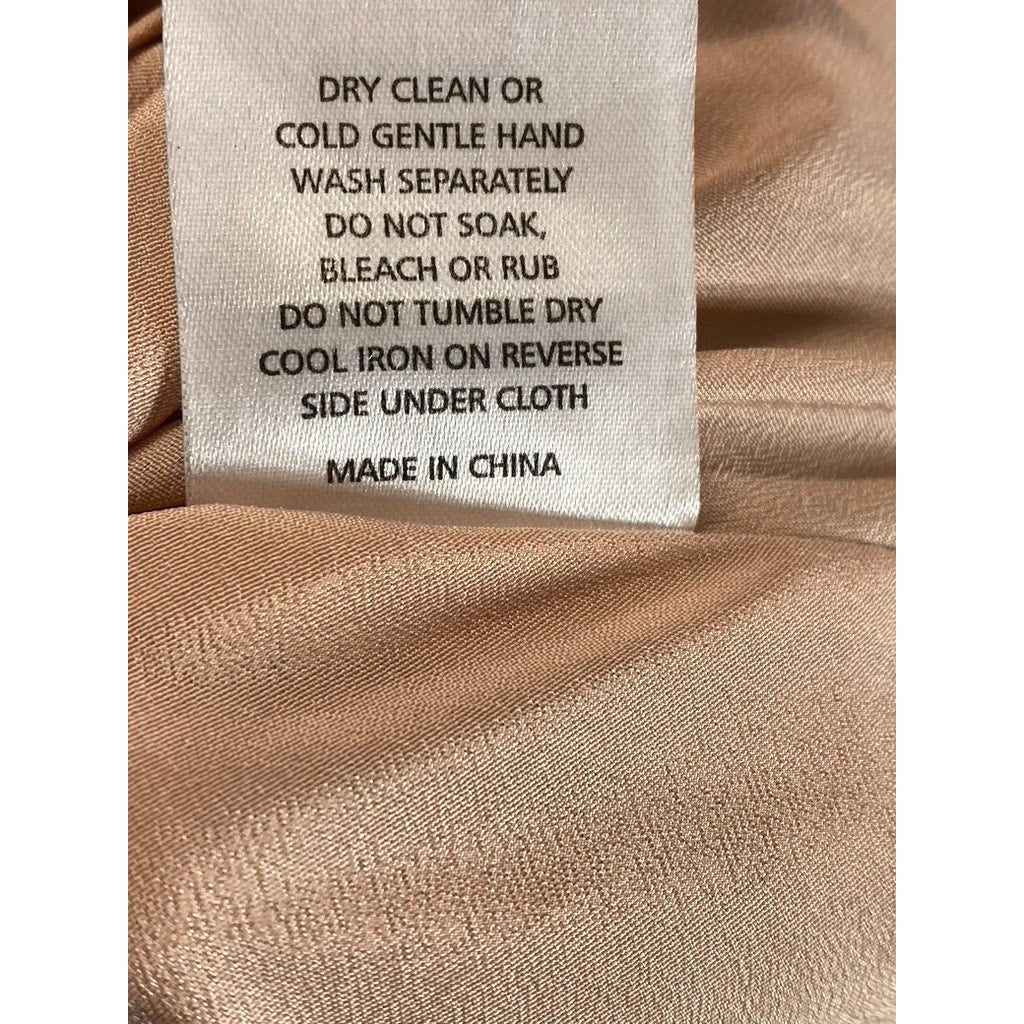 DRY CLEAN OR
COLD GENTLE HAND
WASH SEPARATELY
DO NOT SOAK,
BLEACH OR RUB
DO NOT TUMBLE DRY
COOL IRON ON REVERSE
SIDE UNDER CLOTH
MADE IN CHINA